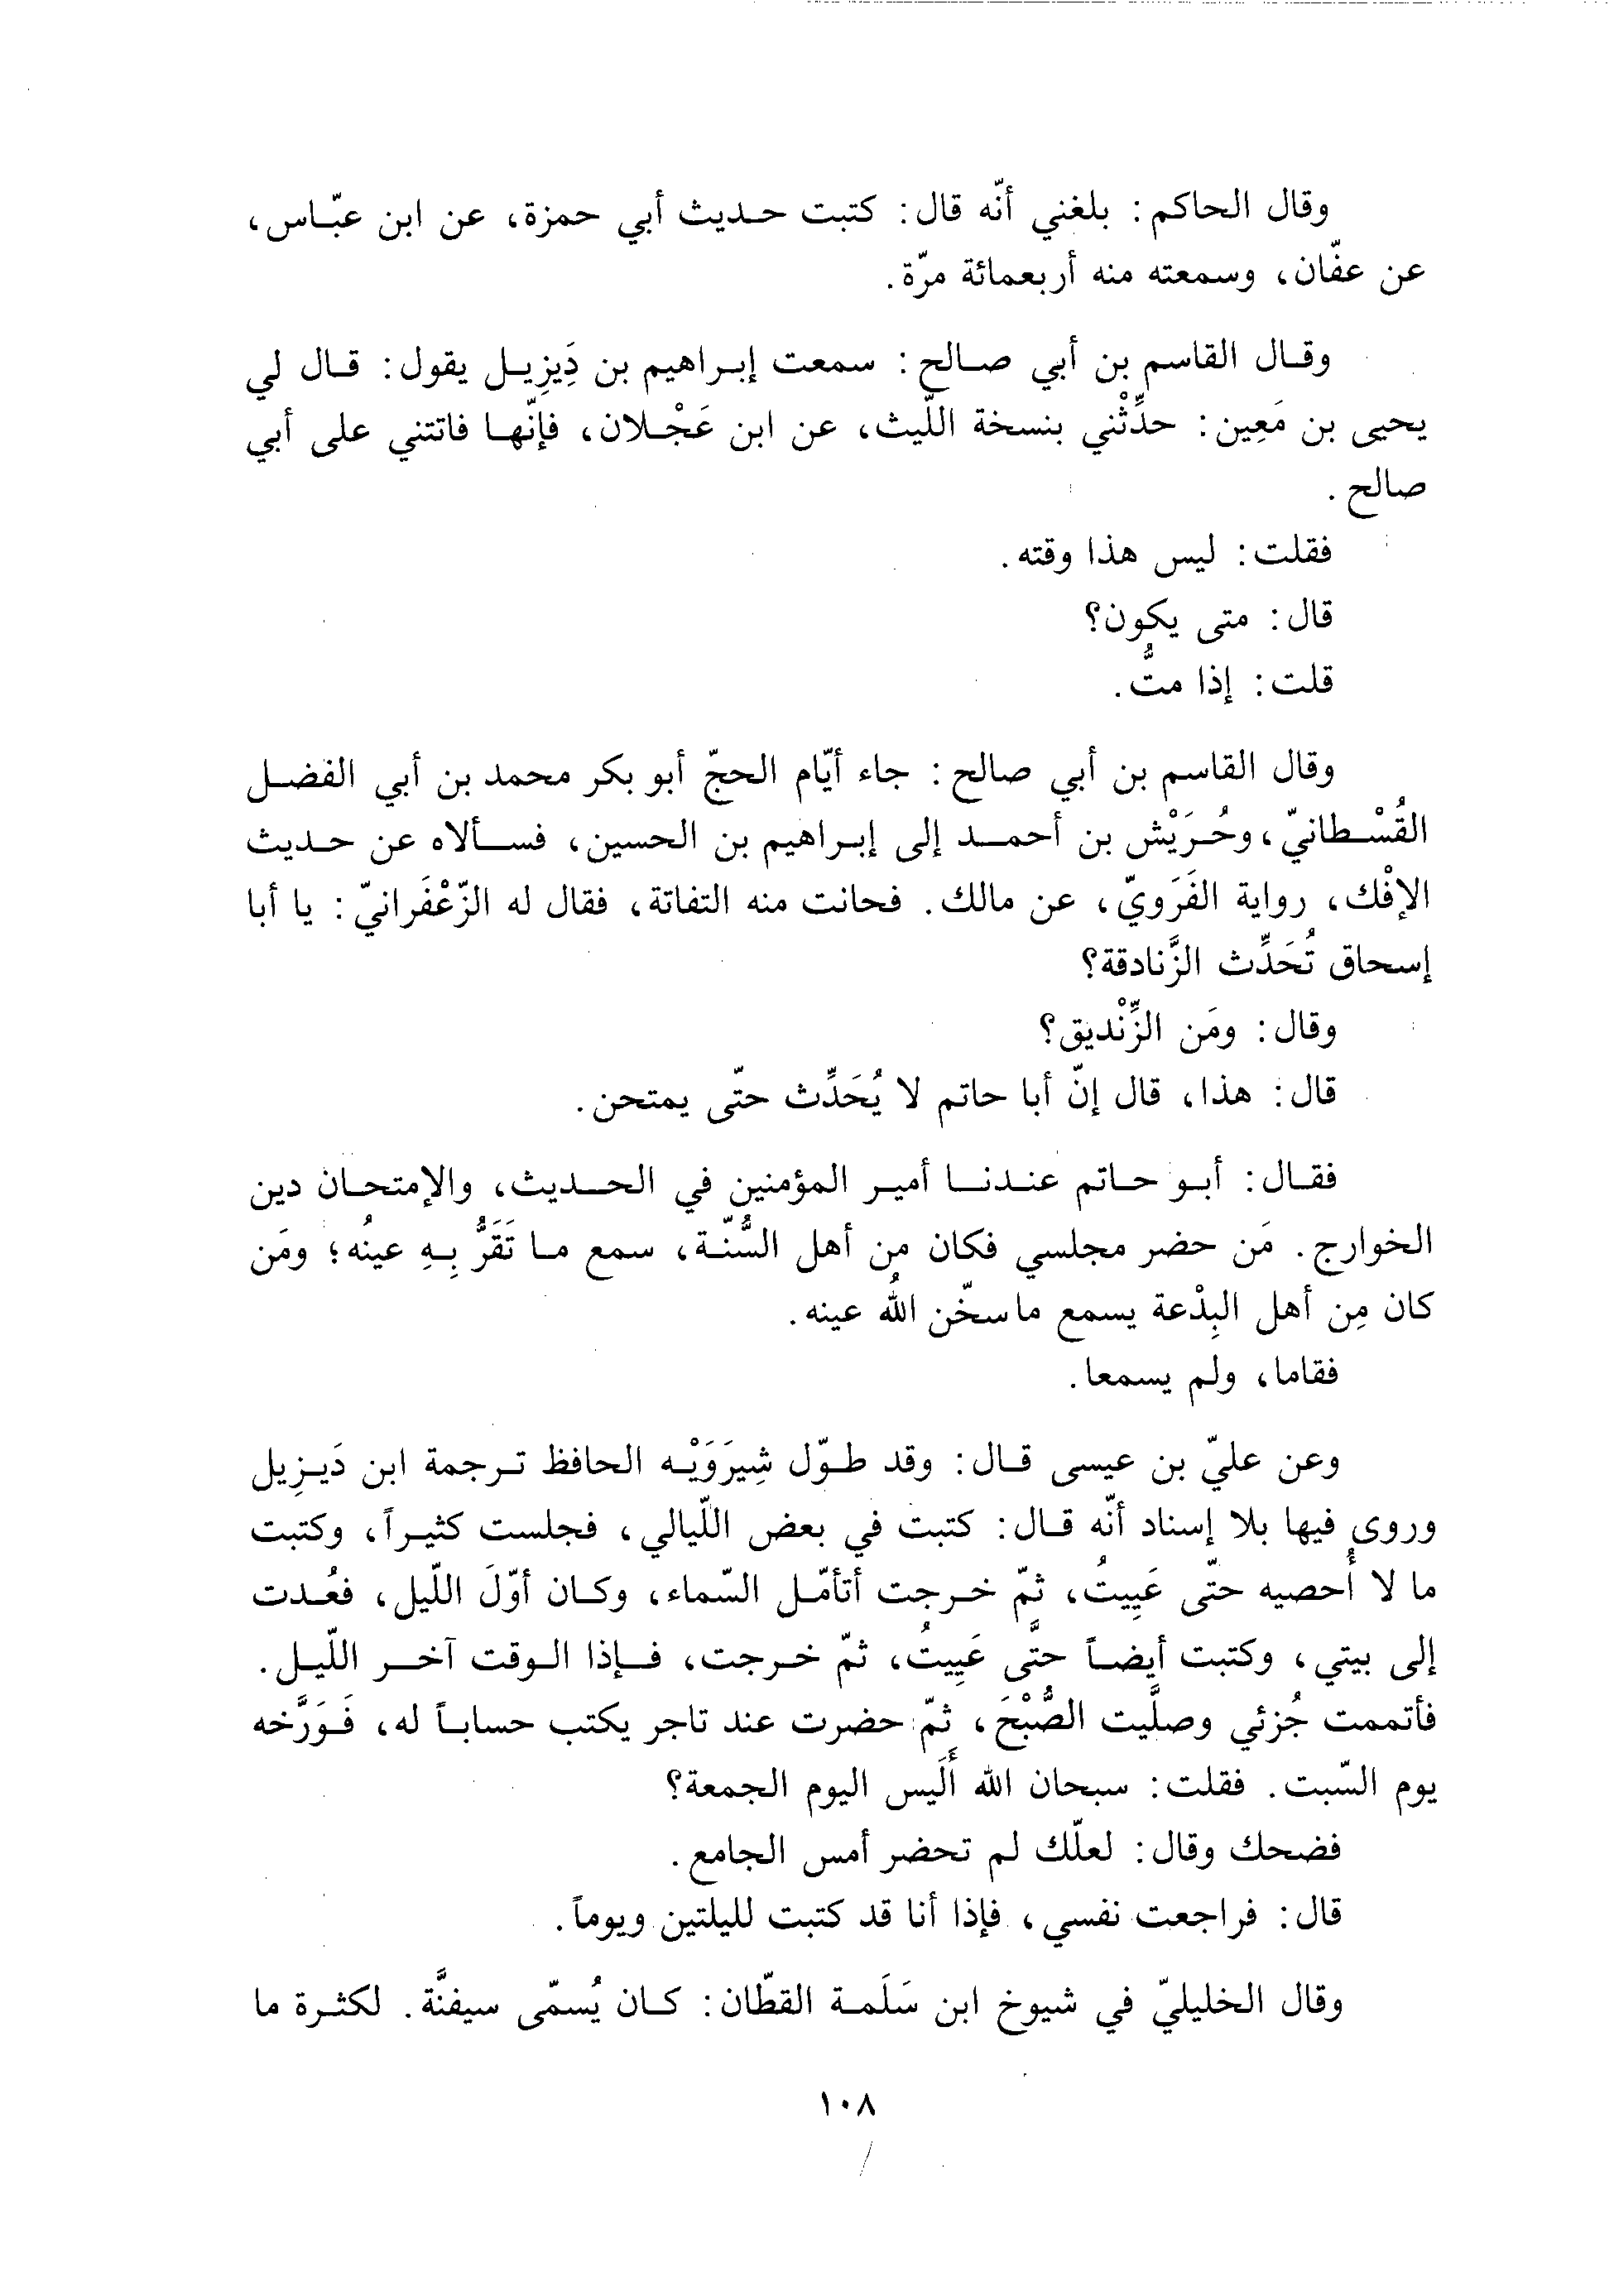 وقال الحاكم: بلغني أنّه قال: كتبت حديث أبي حمزة، عن ابن عبّاس،
عن عفّان، وسمعته منه أربعمائة مرّة.
وقال القاسم بن أبي صالح: سمعت إبراهيم بن دَيِزِيل يقول: قال لي
يحيى بن مَعِين: حدِّثْني بنسخة اللّيث، عن ابن عَجْلان، فإنّها فاتتني على أبي
صالح.
فقلت: ليس هذا وقته.
قال: متى يكون؟
قلت: إذا متُّ.
وقال القاسم بن أبي صالح: جاء أيّام الحجّ أبو بكر محمد بن أبي الفضل
القُسْطانيّ، وحُرَيْش بن أحمد إلى إبراهيم بن الحسين، فسألاه عن حديث
الإفْك، رواية الفَرَويّ، عن مالك. فحانت منه التفاتة، فقال له الزّعْفَرانيّ: يا أبا
إسحاق تُحَدِّث الزَّنادقة؟
وقال: ومَن الزِّنْديق؟
قال: هذا، قال إنّ أبا حاتم لا يُحَدِّث حتّى يمتحن.
فقال: أبو حاتم عندنا أمير المؤمنين في الحديث، والإمتحان دين
الخوارج. مَن حضر مجلسي فكان من أهل السُّنّة، سمع ما تَقَرُّ بِهِ عينُه؛ ومَن
كان مِن أهل البِدْعة يسمع ما سخّن اللهُ عينه.
فقاما، ولم يسمعا.
وعن عليّ بن عيسى قال: وقد طوّل شِيرَوَيْه الحافظ ترجمة ابن دَيزِيل
وروى فيها بلا إسناد أنّه قال: كتبت في بعض اللّيالي، فجلست كثيراً، وكتبت
ما لا أُحصيه حتّى عَيِيتُ، ثمّ خرجت أتأمّل السّماء، وكان أوّلَ اللّيل، فعُدت
إلى بيتي، وكتبت أيضاً حتَّى عَيِيتُ، ثمّ خرجت، فإذا الوقت آخر اللّيل.
فأتممت جُزئي وصلَّيت الصُّبْحَ، ثمّ حضرت عند تاجر يكتب حساباً له، فَوَرَّخه
يوم السّبت. فقلت: سبحان الله أَلَيس اليوم الجمعة؟
فضحك وقال: لعلّك لم تحضر أمس الجامع.
قال: فراجعت نفسي، فإذا أنا قد كتبت لليلتين ويوماً.
وقال الخليليّ في شيوخ ابن سَلَمة القطّان: كان يُسمّى سيفنَّة. لكثرة ما
١٠٨